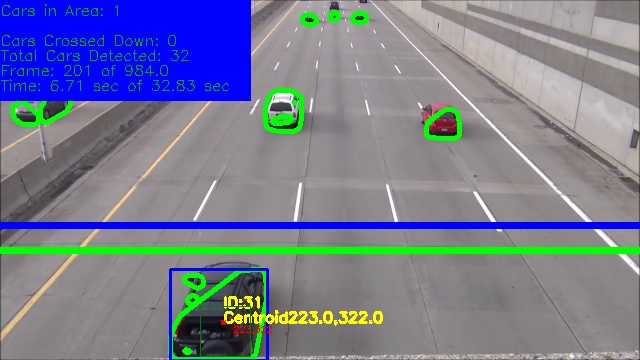 Cars in Area: 1
Cars Crossed Down: 0
Total Cars Detected: 32
Frame: 201 of 984.0
Time: 6.71 sec of 32.83 sec
ID:31
Centroid223.0,322.0